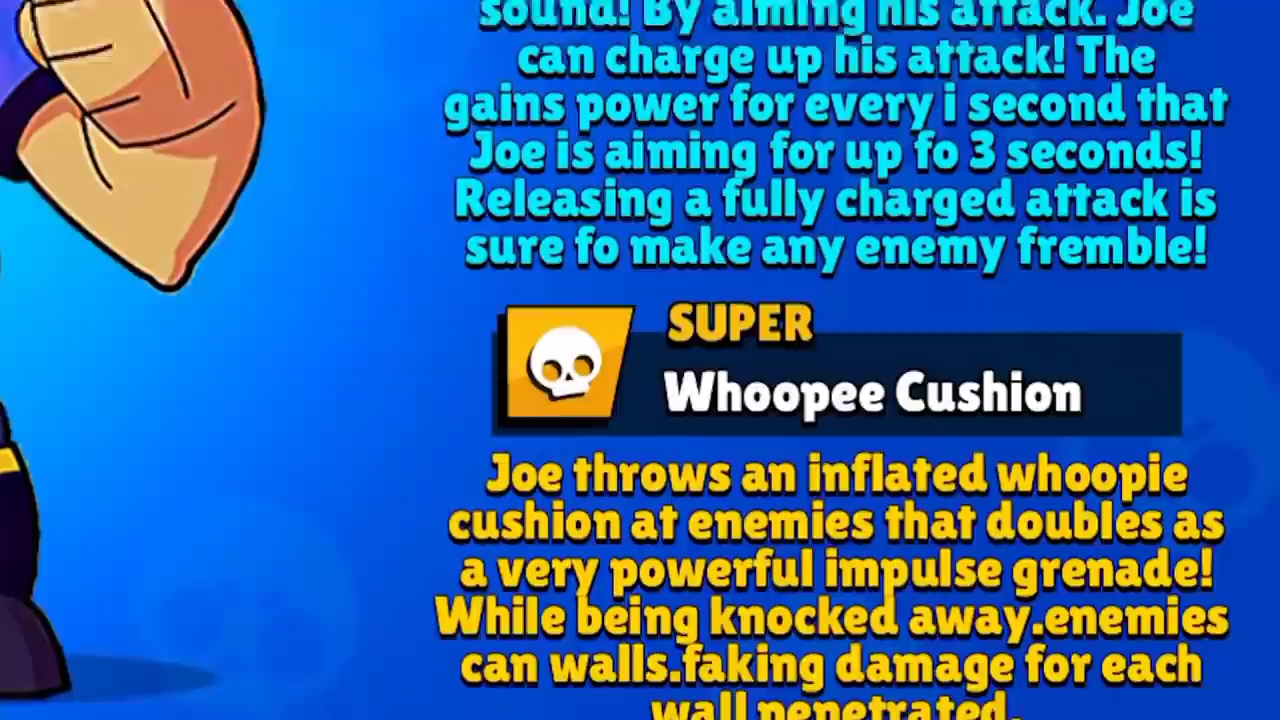 sound! By aiming his attack. Joe
can charge up his attack! The
gains power for every i second that
Joe is aiming for up fo 3 seconds!
Releasing a fully charged attack is
sure fo make any enemy fremble!
SUPER
Whoopee Cushion
Joe throws an inflated whoopie
cushion at enemies that doubles as
a very powerful impulse grenade!
While being knocked away.enemies
can walls.faking damage for each
wall penetrated.